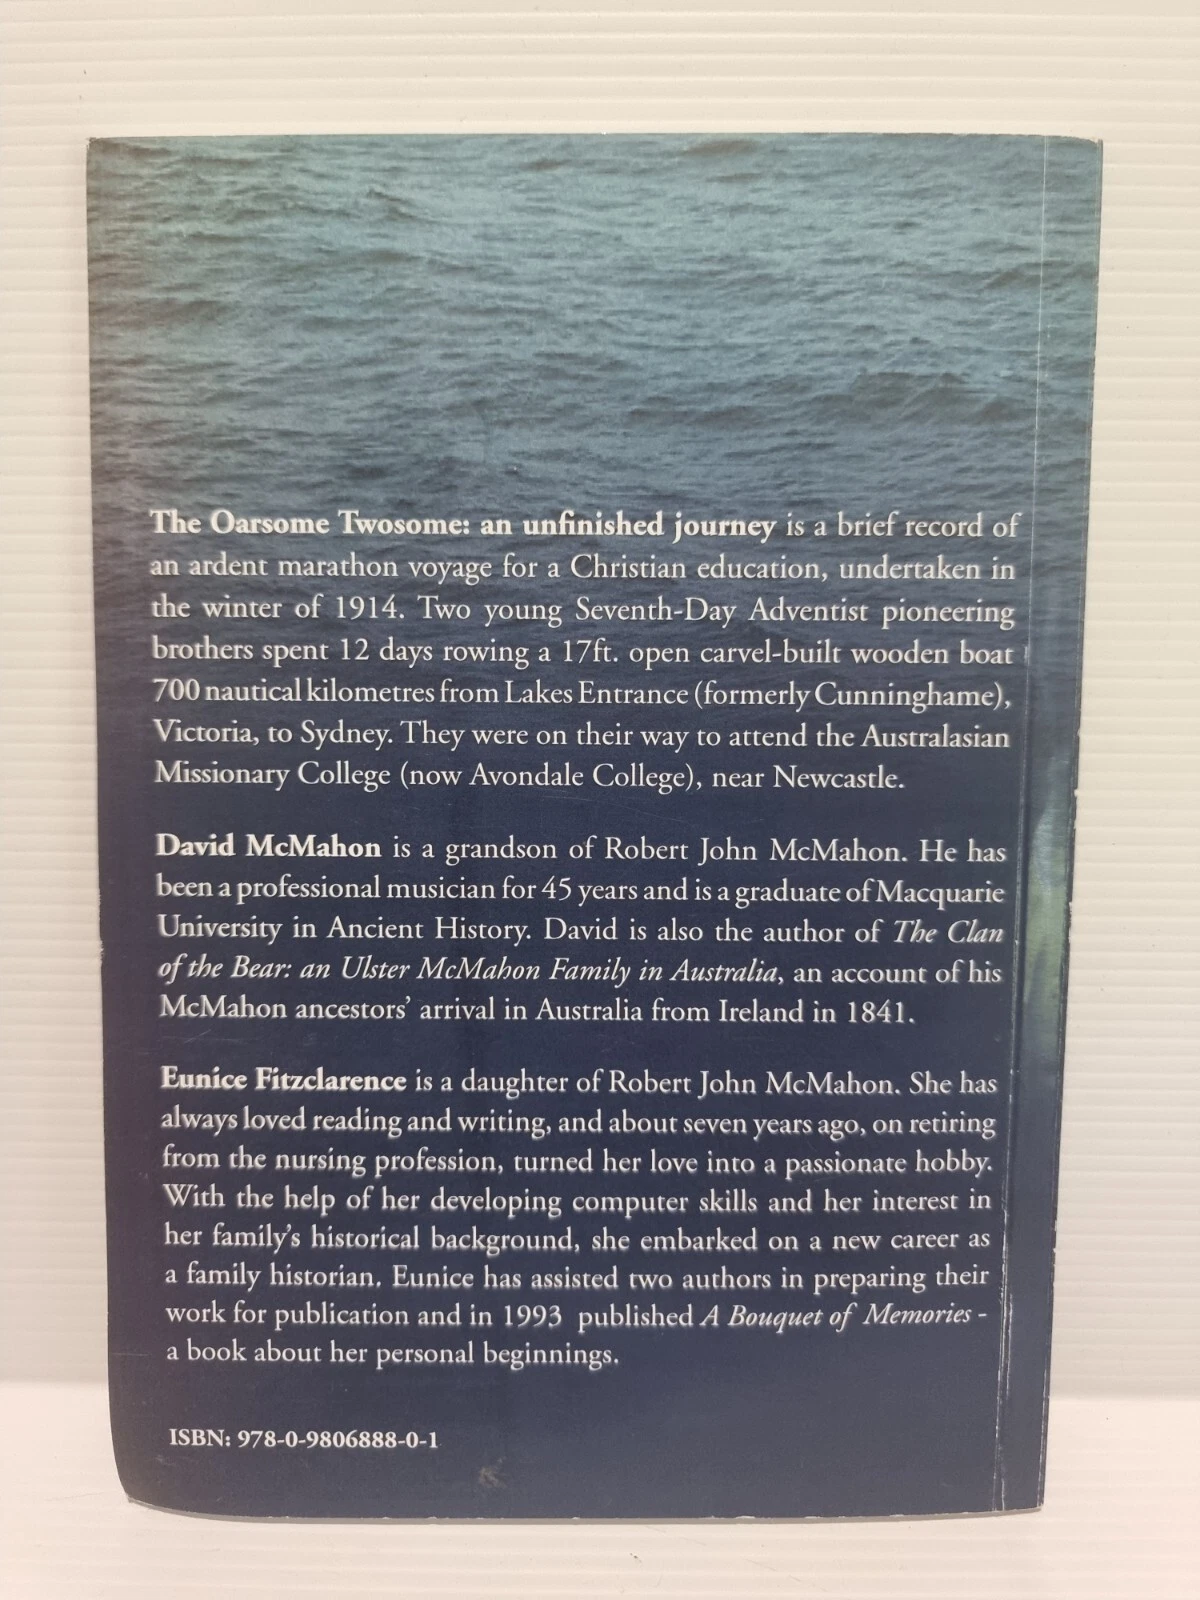 The Oarsome Twosome: an unfinished journey is a brief record of
an ardent marathon voyage for a Christian education, undertaken in
the winter of 1914. Two young Seventh-Day Adventist pioneering
brothers spent 12 days rowing a 17ft. open carvel-built wooden boat
700 nautical kilometres from Lakes Entrance (formerly Cunninghame),
Victoria, to Sydney. They were on their way to attend the Australasian
Missionary College (now Avondale College), near Newcastle.
David McMahon is a grandson of Robert John McMahon. He has
been a professional musician for 45 years and is a graduate of Macquarie
University in Ancient History. David is also the author of The Clan
of the Bear: an Ulster McMahon Family in Australia, an account of his
McMahon ancestors' arrival in Australia from Ireland in 1841.
Eunice Fitzclarence is a daughter of Robert John McMahon. She has
always loved reading and writing, and about seven years ago, on retiring
from the nursing profession, turned her love into a passionate hobby.
With the help of her developing computer skills and her interest in
her family's historical background, she embarked on a new career as
a family historian. Eunice has assisted two authors in preparing their
work for publication and in 1993 published A Bouquet of Memories -
a book about her personal beginnings.
ISBN: 978-0-9806888-0-1